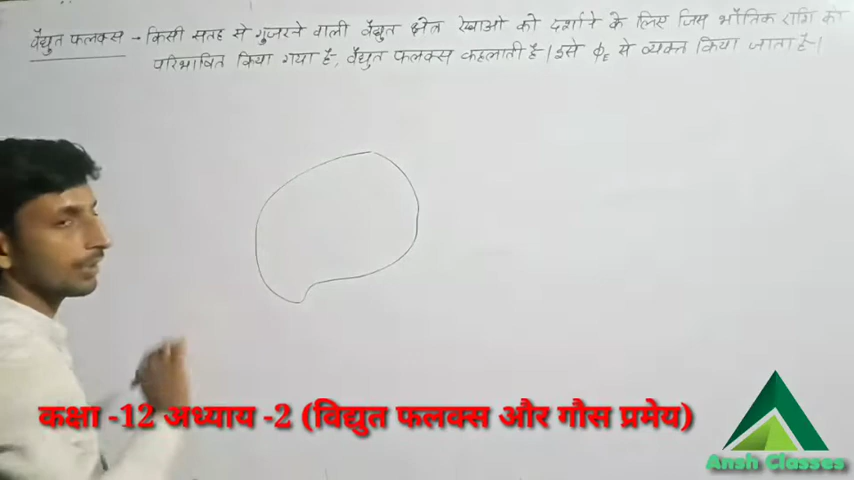 वैद्युत फलक्स - किसी सतह से गुजरने वाली वैद्युत क्षेत्र रेखाओ को दर्शाने के लिए जिस भौतिक राशि को
परिभाषित किया गया है, वैद्युत फलक्स कहलाती है। इसे ΦE से व्यक्त किया जाता है।
कक्षा -12 अध्याय -2 (विद्युत फलक्स और गौस प्रमेय)
Ansh Classes